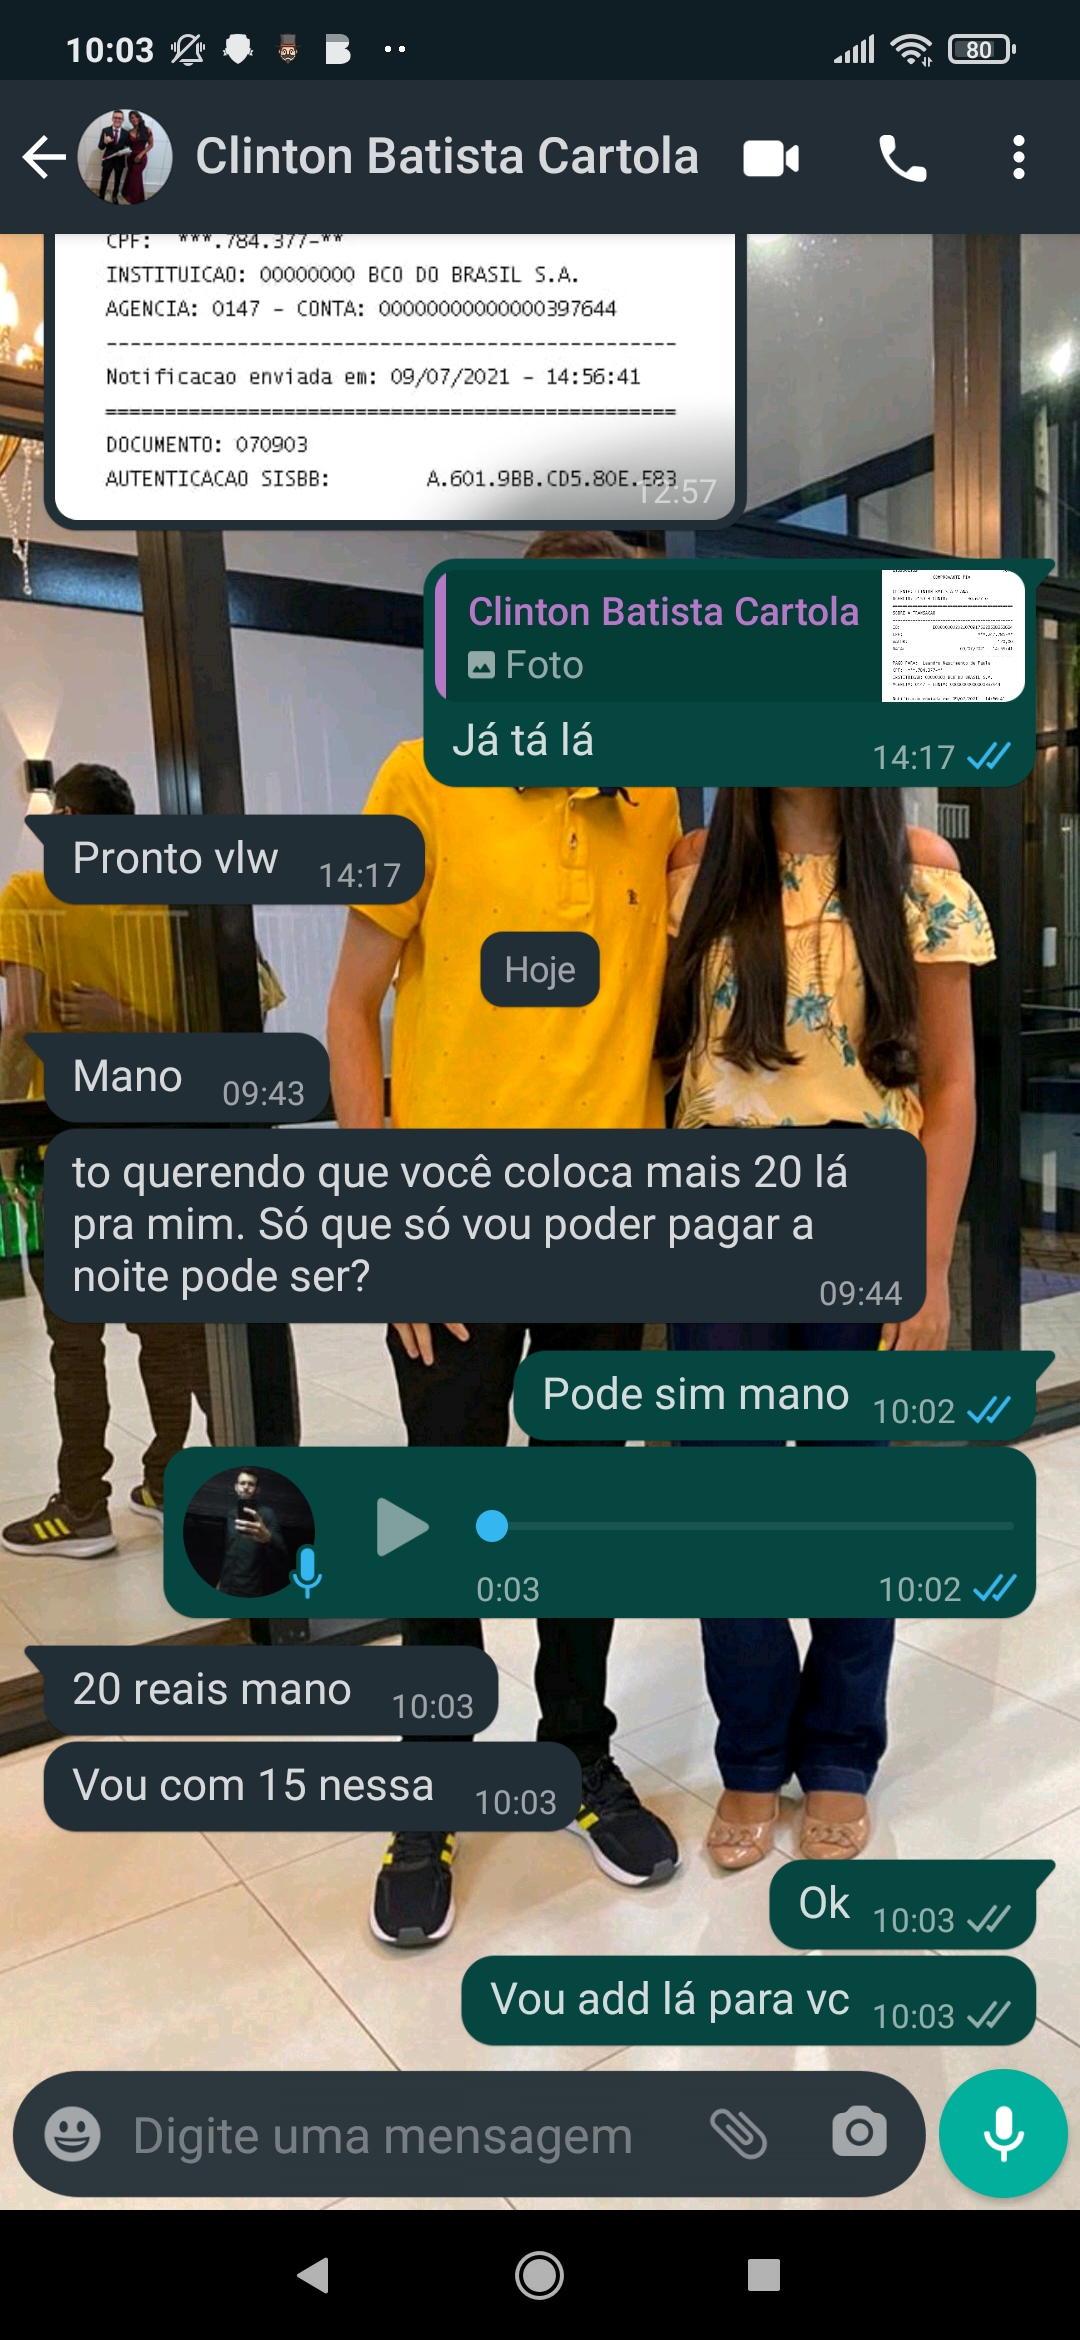 10:03
80
Clinton Batista Cartola
CPF: ***.784.377-**
INSTITUICAO: 00000000 BCO DO BRASIL S.A.
AGENCIA: 0147 - CONTA: 00000000000000397644
Notificacao enviada em: 09/07/2021 - 14:56:41
DOCUMENTO: 070903
AUTENTICACAO SISBB: A.601.9BB.CD5.80E.E83
12:57
Clinton Batista Cartola
Foto
COMPROVANTE PIX
Já tá lá
14:17
Pronto vlw
14:17
Hoje
Mano
09:43
to querendo que você coloca mais 20 lá
pra mim. Só que só vou poder pagar a
noite pode ser?
09:44
Pode sim mano
10:02
0:03
10:02
20 reais mano
10:03
Vou com 15 nessa
10:03
Ok
10:03
Vou add lá para vc
10:03
Digite uma mensagem